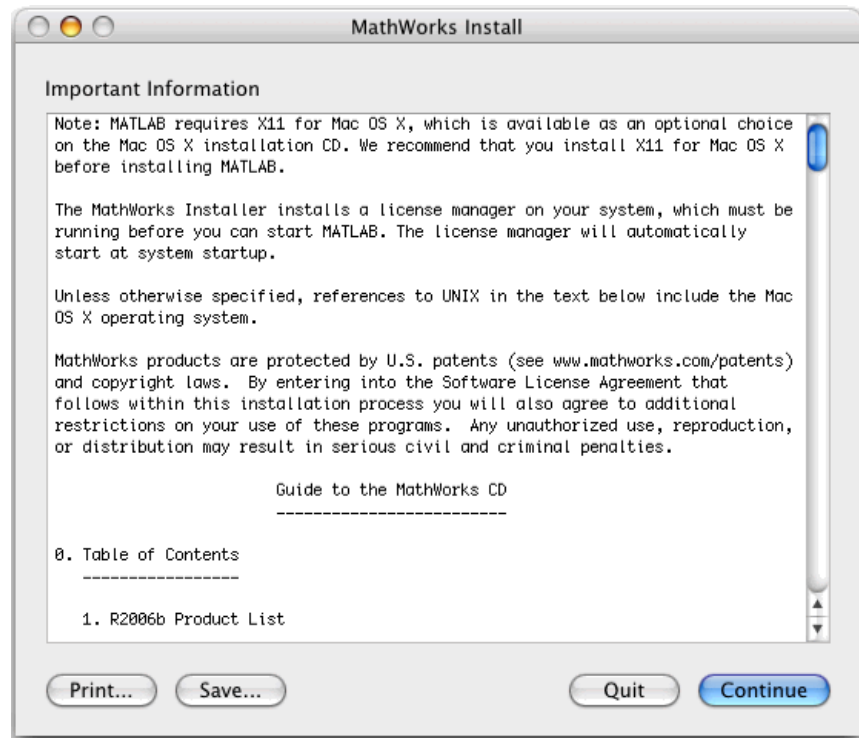 MathWorks Install
Important Information
Note: MATLAB requires X11 for Mac OS X, which is available as an optional choice
on the Mac OS X installation CD. We recommend that you install X11 for Mac OS X
before installing MATLAB.
The MathWorks Installer installs a license manager on your system, which must be
running before you can start MATLAB. The license manager will automatically
start at system startup.
Unless otherwise specified, references to UNIX in the text below include the Mac
OS X operating system.
MathWorks products are protected by U.S. patents (see www.mathworks.com/patents)
and copyright laws.  By entering into the Software License Agreement that
follows within this installation process you will also agree to additional
restrictions on your use of these programs.  Any unauthorized use, reproduction,
or distribution may result in serious civil and criminal penalties.
Guide to the MathWorks CD
-------------------------
0. Table of Contents
-----------------
1. R2006b Product List
Print... Save... Quit Continue